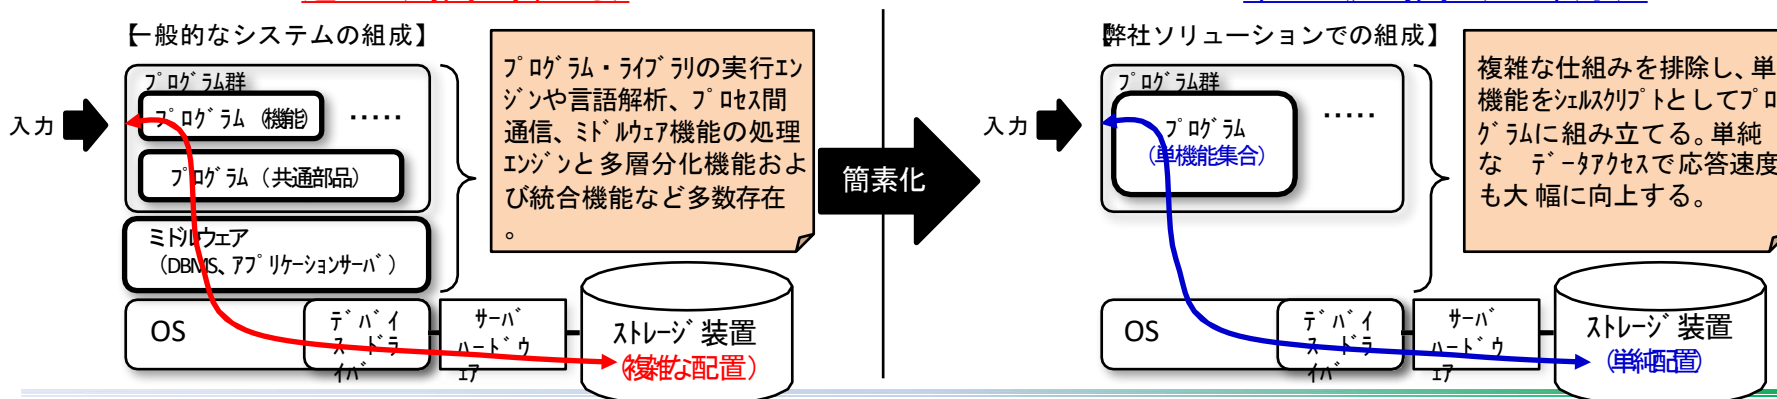 【一般的なシステムの組成】
プログラム群
プログラム（機能）
・・・・・
入力
プログラム（共通部品）
ミドルウェア
（DBMS、アプリケーションサーバ）
OS
デバイ
スードラ
イバ
サーバ
ハードウ
ェア
ストレージ装置
（複雑な配置）
プログラム・ライブラリの実行エン
ジンや言語解析、プロセス間
通信、ミドルウェア機能の処理
エンジンと多層分化機能およ
び統合機能など多数存在
。
簡素化
【弊社ソリューションでの組成】
プログラム群
プログラム
（単機能集合）
・・・・・
入力
OS
デバイ
スードラ
イバ
サーバ
ハードウ
ェア
ストレージ装置
（単純配置）
複雑な仕組みを排除し、単
機能をシェルスクリプトとしてプロ
グラムに組み立てる。単純
な データアクセスで応答速度
も大 幅に向上する。